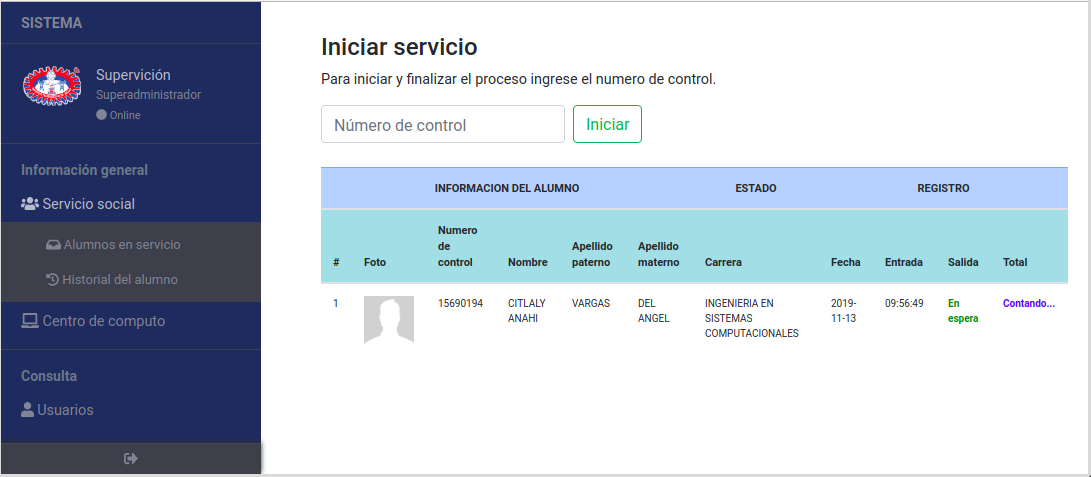 SISTEMA
Supervición
Superadministrador
Online
Información general
Servicio social
Alumnos en servicio
Historial del alumno
Centro de computo
Consulta
Usuarios
Iniciar servicio
Para iniciar y finalizar el proceso ingrese el numero de control.
Número de control
Iniciar
INFORMACION DEL ALUMNO ESTADO REGISTRO
# Foto Numero de control Nombre Apellido paterno Apellido materno Carrera Fecha Entrada Salida Total
1 15690194 CITLALY ANAHI VARGAS DEL ANGEL INGENIERIA EN SISTEMAS COMPUTACIONALES 2019-11-13 09:56:49 En espera Contando...